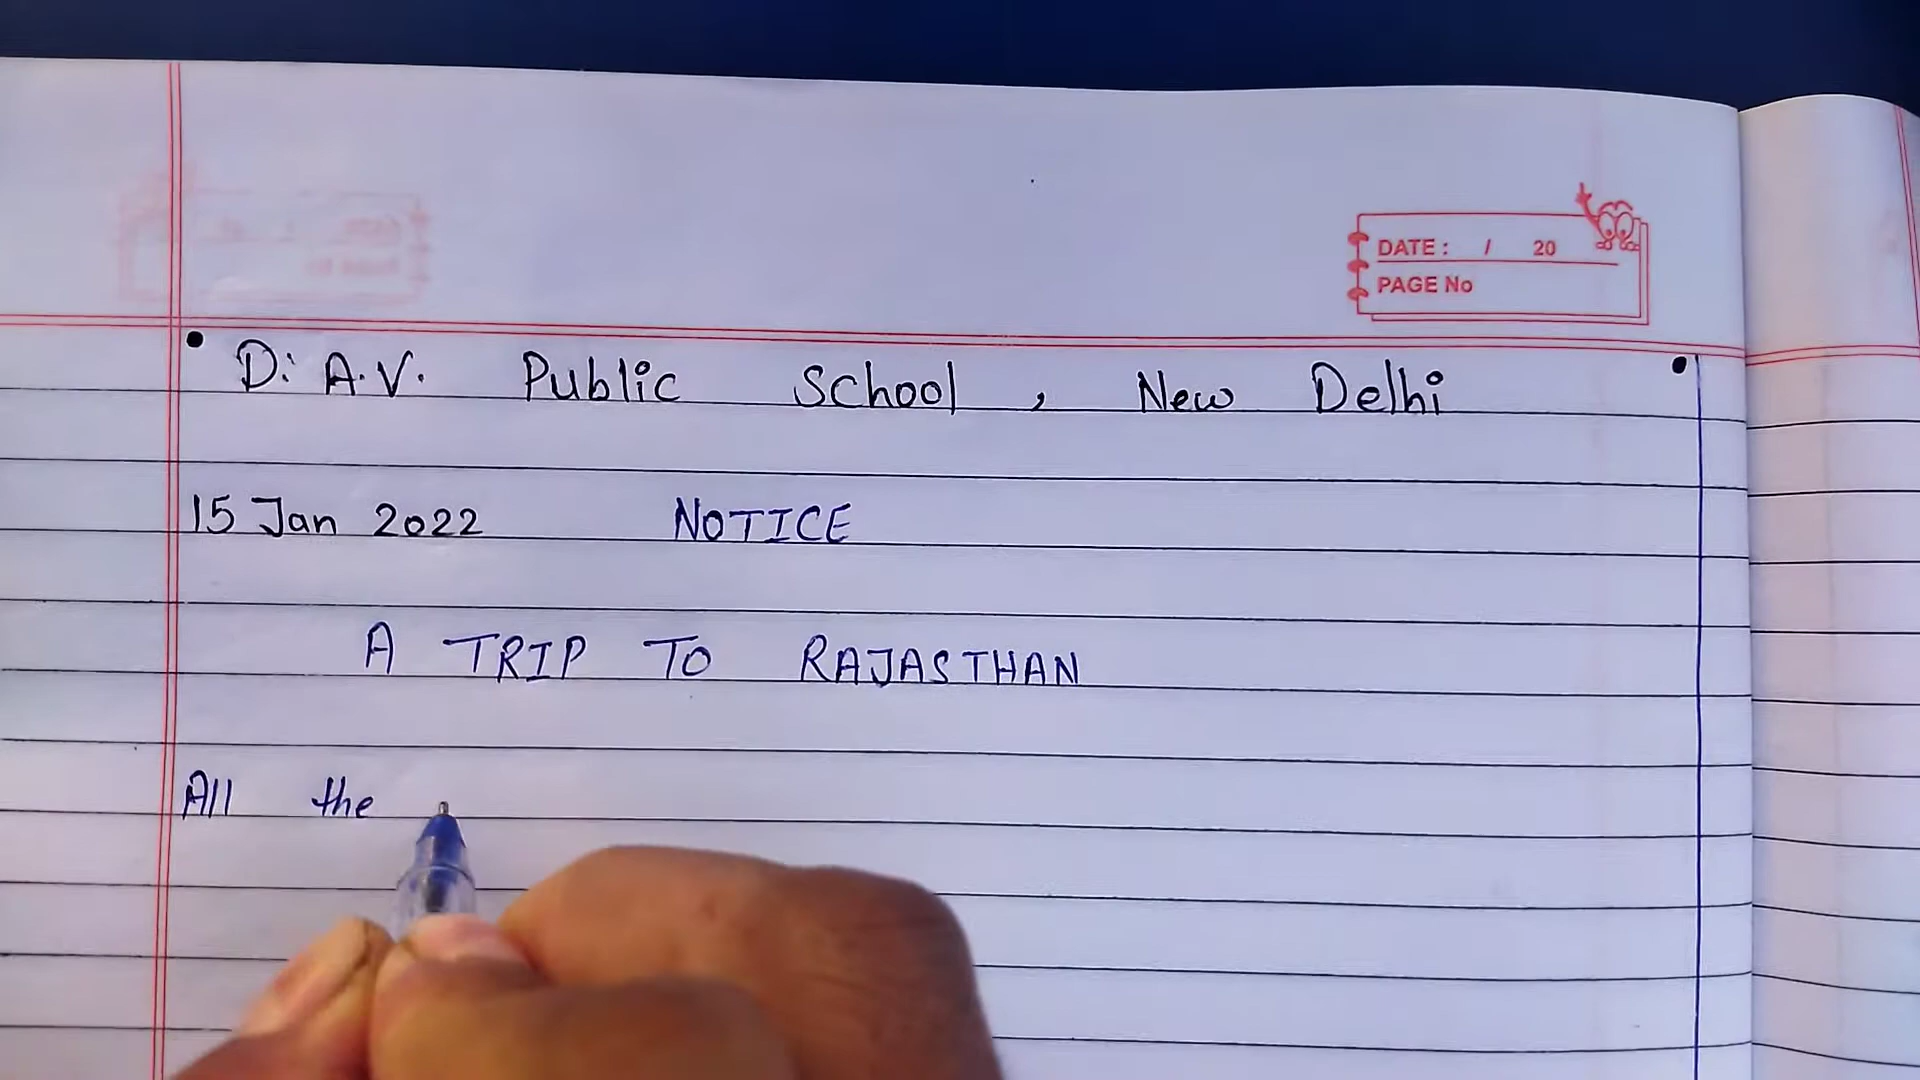 DATE : / 20
PAGE No
D. A. V. Public School , New Delhi
15 Jan 2022 NOTICE
A TRIP TO RAJASTHAN
All the